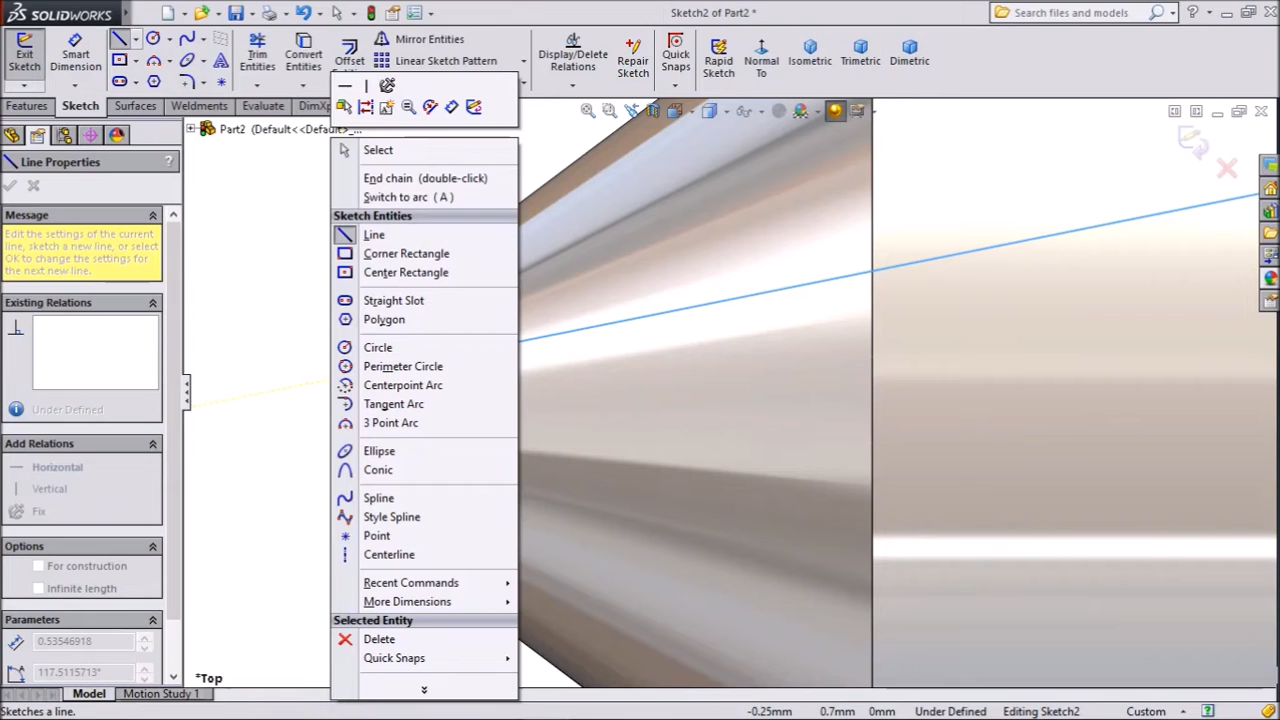 SOLIDWORKS
Sketch2 of Part2 *
Search files and models
Exit Sketch
Smart Dimension
Trim Entities
Convert Entities
Offset
Mirror Entities
Linear Sketch Pattern
Display/Delete Relations
Repair Sketch
Quick Snaps
Rapid Sketch
Normal To
Isometric
Trimetric
Dimetric
Features
Sketch
Surfaces
Weldments
Evaluate
DimXp
Part2 (Default<<Default>_...
Line Properties
?
Message
Edit the settings of the current line, sketch a new line, or select OK to change the settings for the next new line.
Existing Relations
Under Defined
Add Relations
Horizontal
Vertical
Fix
Options
For construction
Infinite length
Parameters
0.53546918
117.5115713°
Select
End chain (double-click)
Switch to arc (A)
Sketch Entities
Line
Corner Rectangle
Center Rectangle
Straight Slot
Polygon
Circle
Perimeter Circle
Centerpoint Arc
Tangent Arc
3 Point Arc
Ellipse
Conic
Spline
Style Spline
Point
Centerline
Recent Commands
More Dimensions
Selected Entity
Delete
Quick Snaps
*Top
Model
Motion Study 1
Sketches a line.
-0.25mm
0.7mm
0mm
Under Defined
Editing Sketch2
Custom